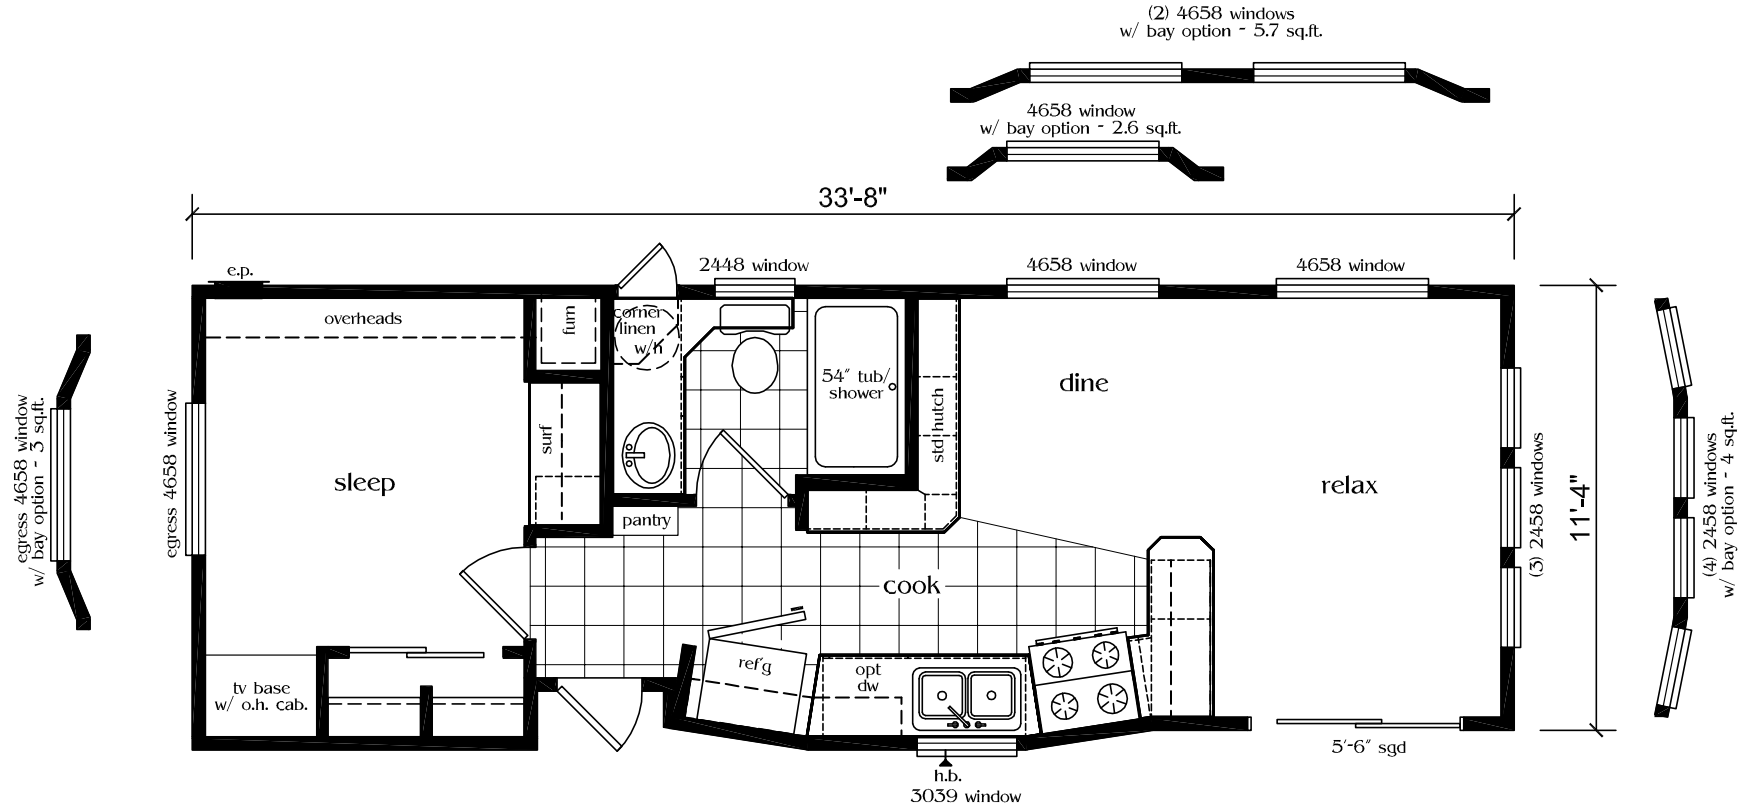 (2) 4658 windows
w/ bay option - 5.7 sq.ft.
4658 window
w/ bay option - 2.6 sq.ft.
33'-8"
e.p.
2448 window
4658 window
4658 window
overheads
furn
corner
linen
w/h
54" tub/
shower
std hutch
dine
egress 4658 window
w/ bay option - 3 sq.ft.
egress 4658 window
sleep
surf
pantry
relax
(3) 2458 windows
11'-4"
(4) 2458 windows
w/ bay option - 4 sq.ft.
cook
ref'g
opt
dw
tv base
w/ o.h. cab.
5'-6" sgd
h.b.
3039 window